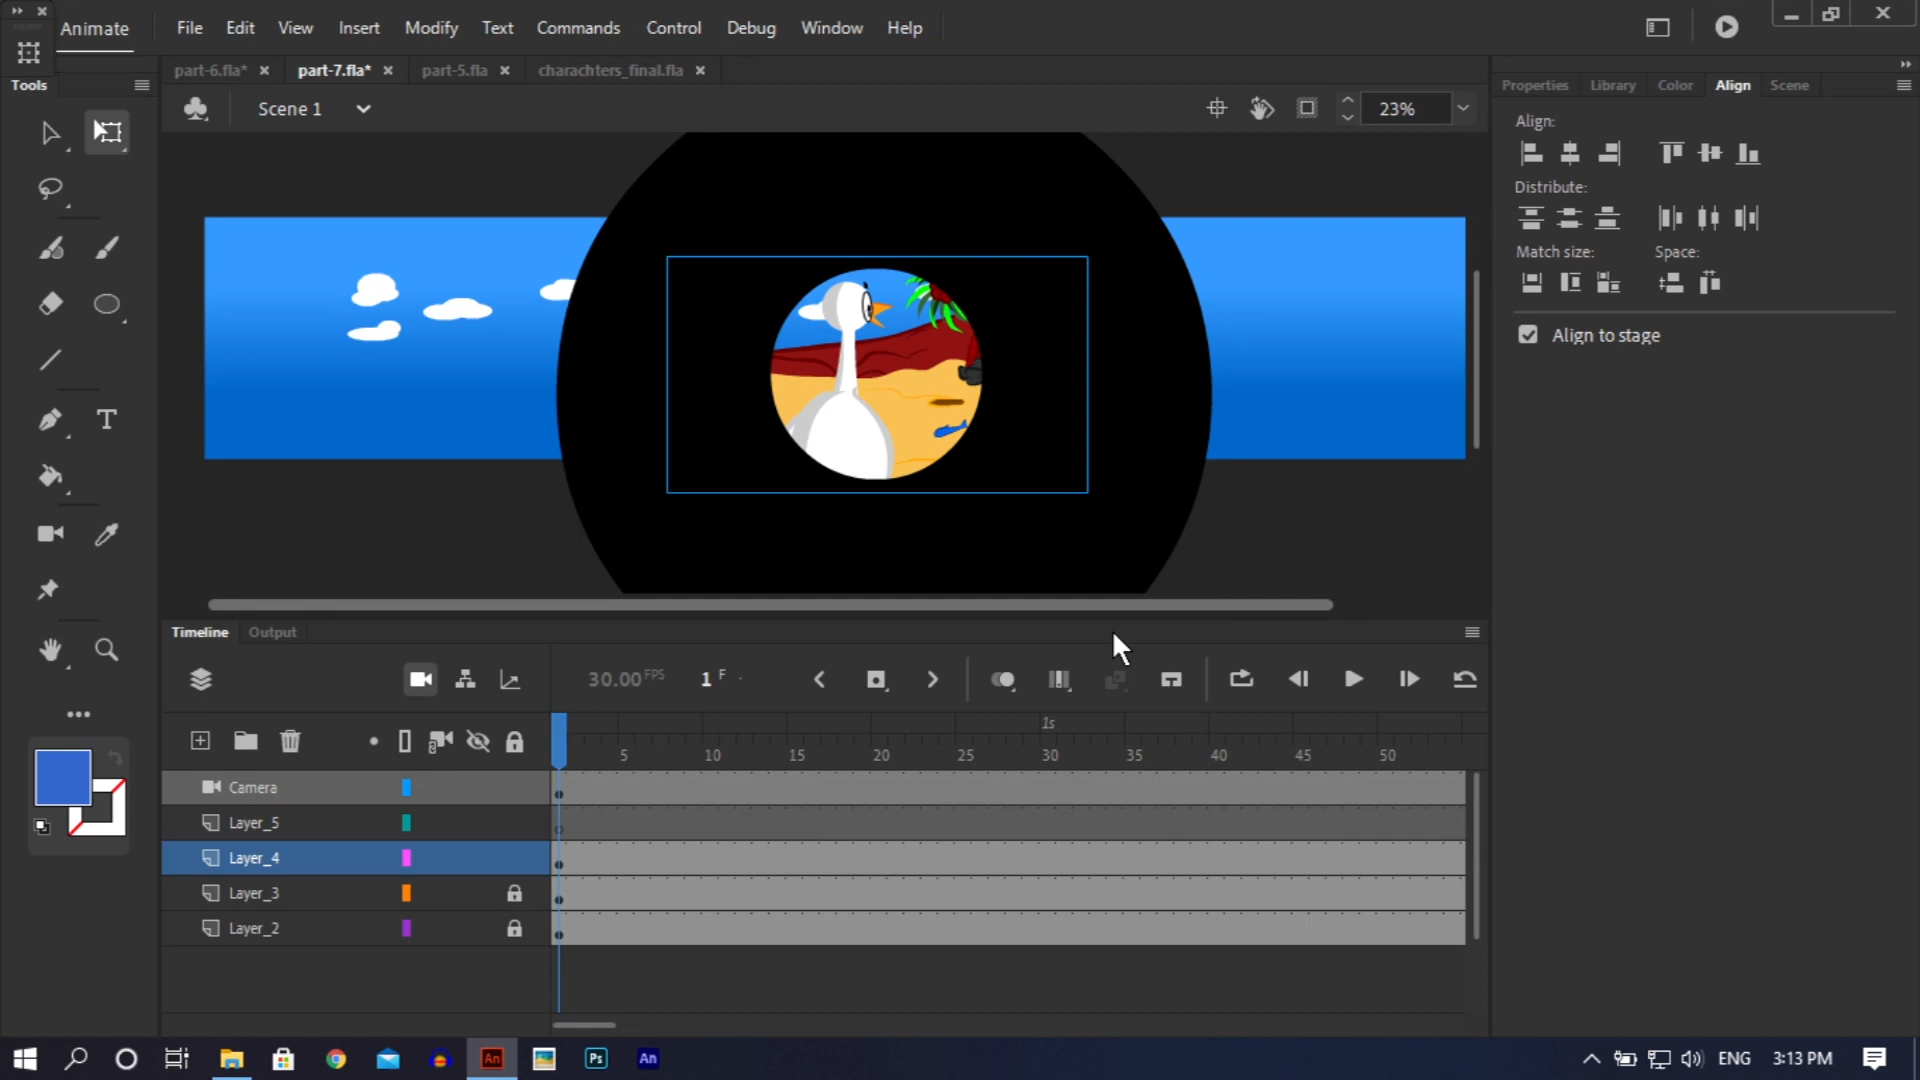 Animate File Edit View Insert Modify Text Commands Control Debug Window Help
Tools
part-6.fla* part-7.fla* part-5.fla charachters_final.fla
Properties Library Color Align Scene
Scene 1
23%
Align:
Distribute:
Match size: Space:
Align to stage
T
Timeline Output
30.00 FPS 1 F
1s
5 10 15 20 25 30 35 40 45 50
Camera
Layer_5
Layer_4
Layer_3
Layer_2
An Ps An ENG 3:13 PM